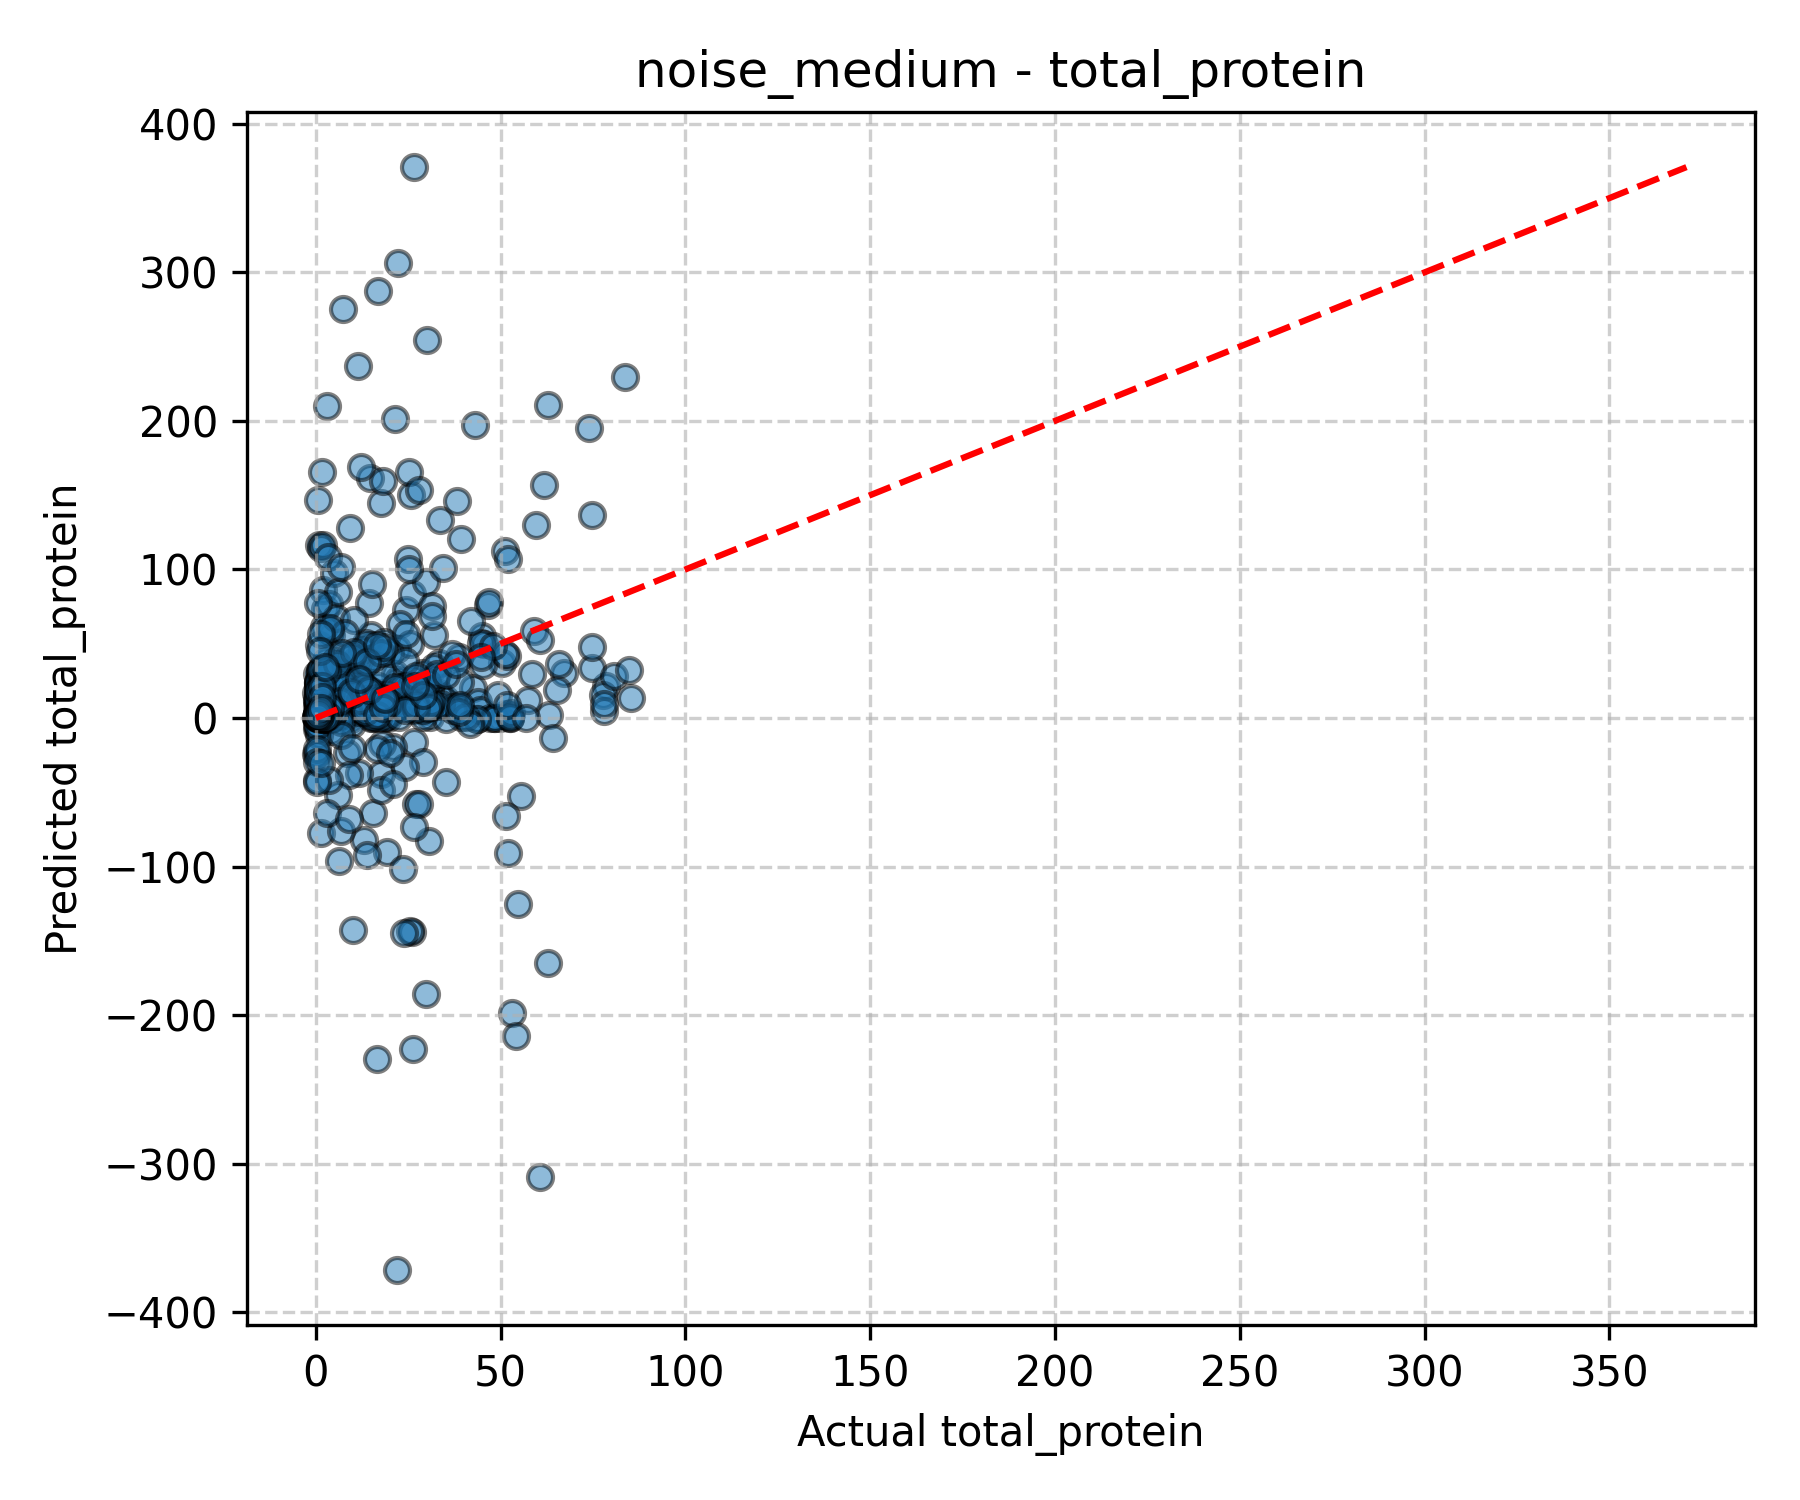 noise_medium - total_protein
400
300
200
100
0
−100
−200
−300
−400
Predicted total_protein
0 50 100 150 200 250 300 350
Actual total_protein